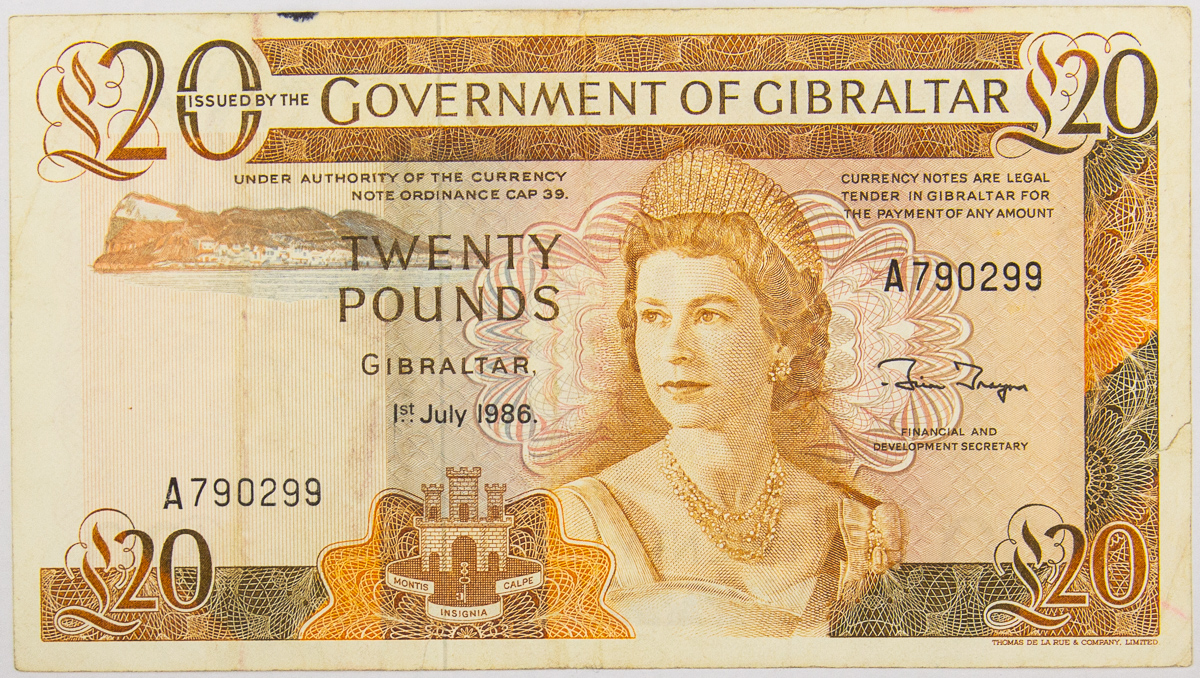 £20
ISSUED BY THE
GOVERNMENT OF GIBRALTAR
£20
UNDER AUTHORITY OF THE CURRENCY
NOTE ORDINANCE CAP 39.
CURRENCY NOTES ARE LEGAL
TENDER IN GIBRALTAR FOR
THE PAYMENT OF ANY AMOUNT
TWENTY
POUNDS
A790299
GIBRALTAR,
1st July 1986.
FINANCIAL AND
DEVELOPMENT SECRETARY
A790299
£20
MONTIS
CALPE
INSIGNIA
£20
THOMAS DE LA RUE & COMPANY, LIMITED.